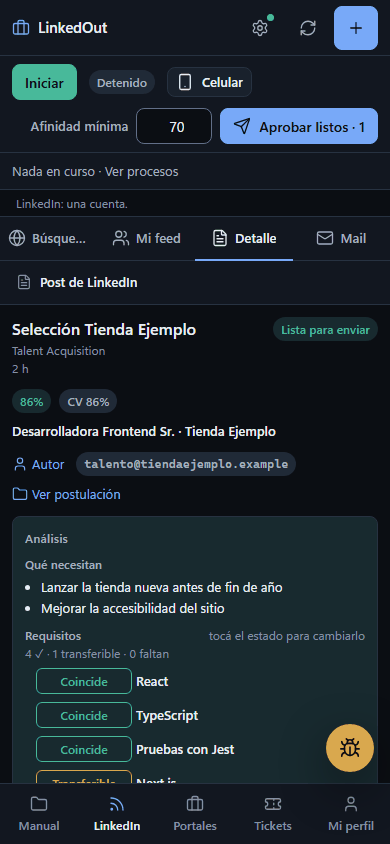 LinkedOut
Iniciar
Detenido
Celular
Afinidad mínima
70
Aprobar listos · 1
Nada en curso · Ver procesos
LinkedIn: una cuenta.
Búsque...
Mi feed
Detalle
Mail
Post de LinkedIn
Selección Tienda Ejemplo
Lista para enviar
Talent Acquisition
2 h
86%
CV 86%
Desarrolladora Frontend Sr. · Tienda Ejemplo
Autor
talento@tiendaejemplo.example
Ver postulación
Análisis
Qué necesitan
• Lanzar la tienda nueva antes de fin de año
• Mejorar la accesibilidad del sitio
Requisitos
tocá el estado para cambiarlo
4 ✓ · 1 transferible · 0 faltan
Coincide React
Coincide TypeScript
Coincide Pruebas con Jest
Transferible Next.js
Manual
LinkedIn
Portales
Tickets
Mi perfil